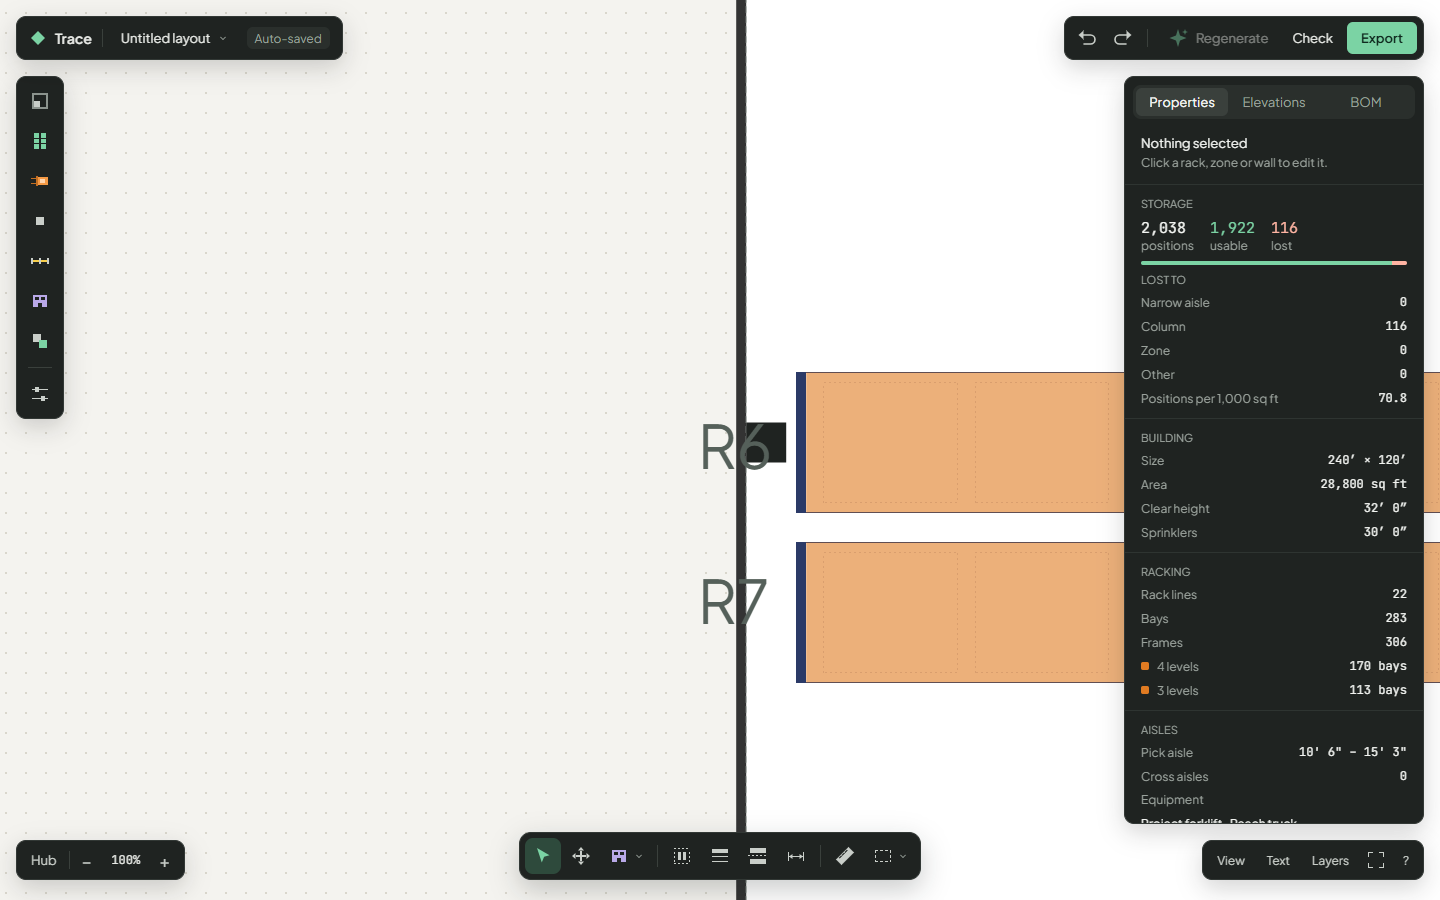 Trace
Untitled layout
Auto-saved
Regenerate
Check
Export
Properties
Elevations
BOM
Nothing selected
Click a rack, zone or wall to edit it.
STORAGE
2,038 1,922 116
positions usable lost
LOST TO
Narrow aisle 0
Column 116
Zone 0
Other 0
Positions per 1,000 sq ft 70.8
BUILDING
Size 240′ × 120′
Area 28,800 sq ft
Clear height 32′ 0″
Sprinklers 30′ 0″
RACKING
Rack lines 22
Bays 283
Frames 306
4 levels 170 bays
3 levels 113 bays
AISLES
Pick aisle 10' 6" – 15' 3"
Cross aisles 0
Equipment
Project forklift · Reach truck
R6
R7
Hub − 100% +
View Text Layers ?